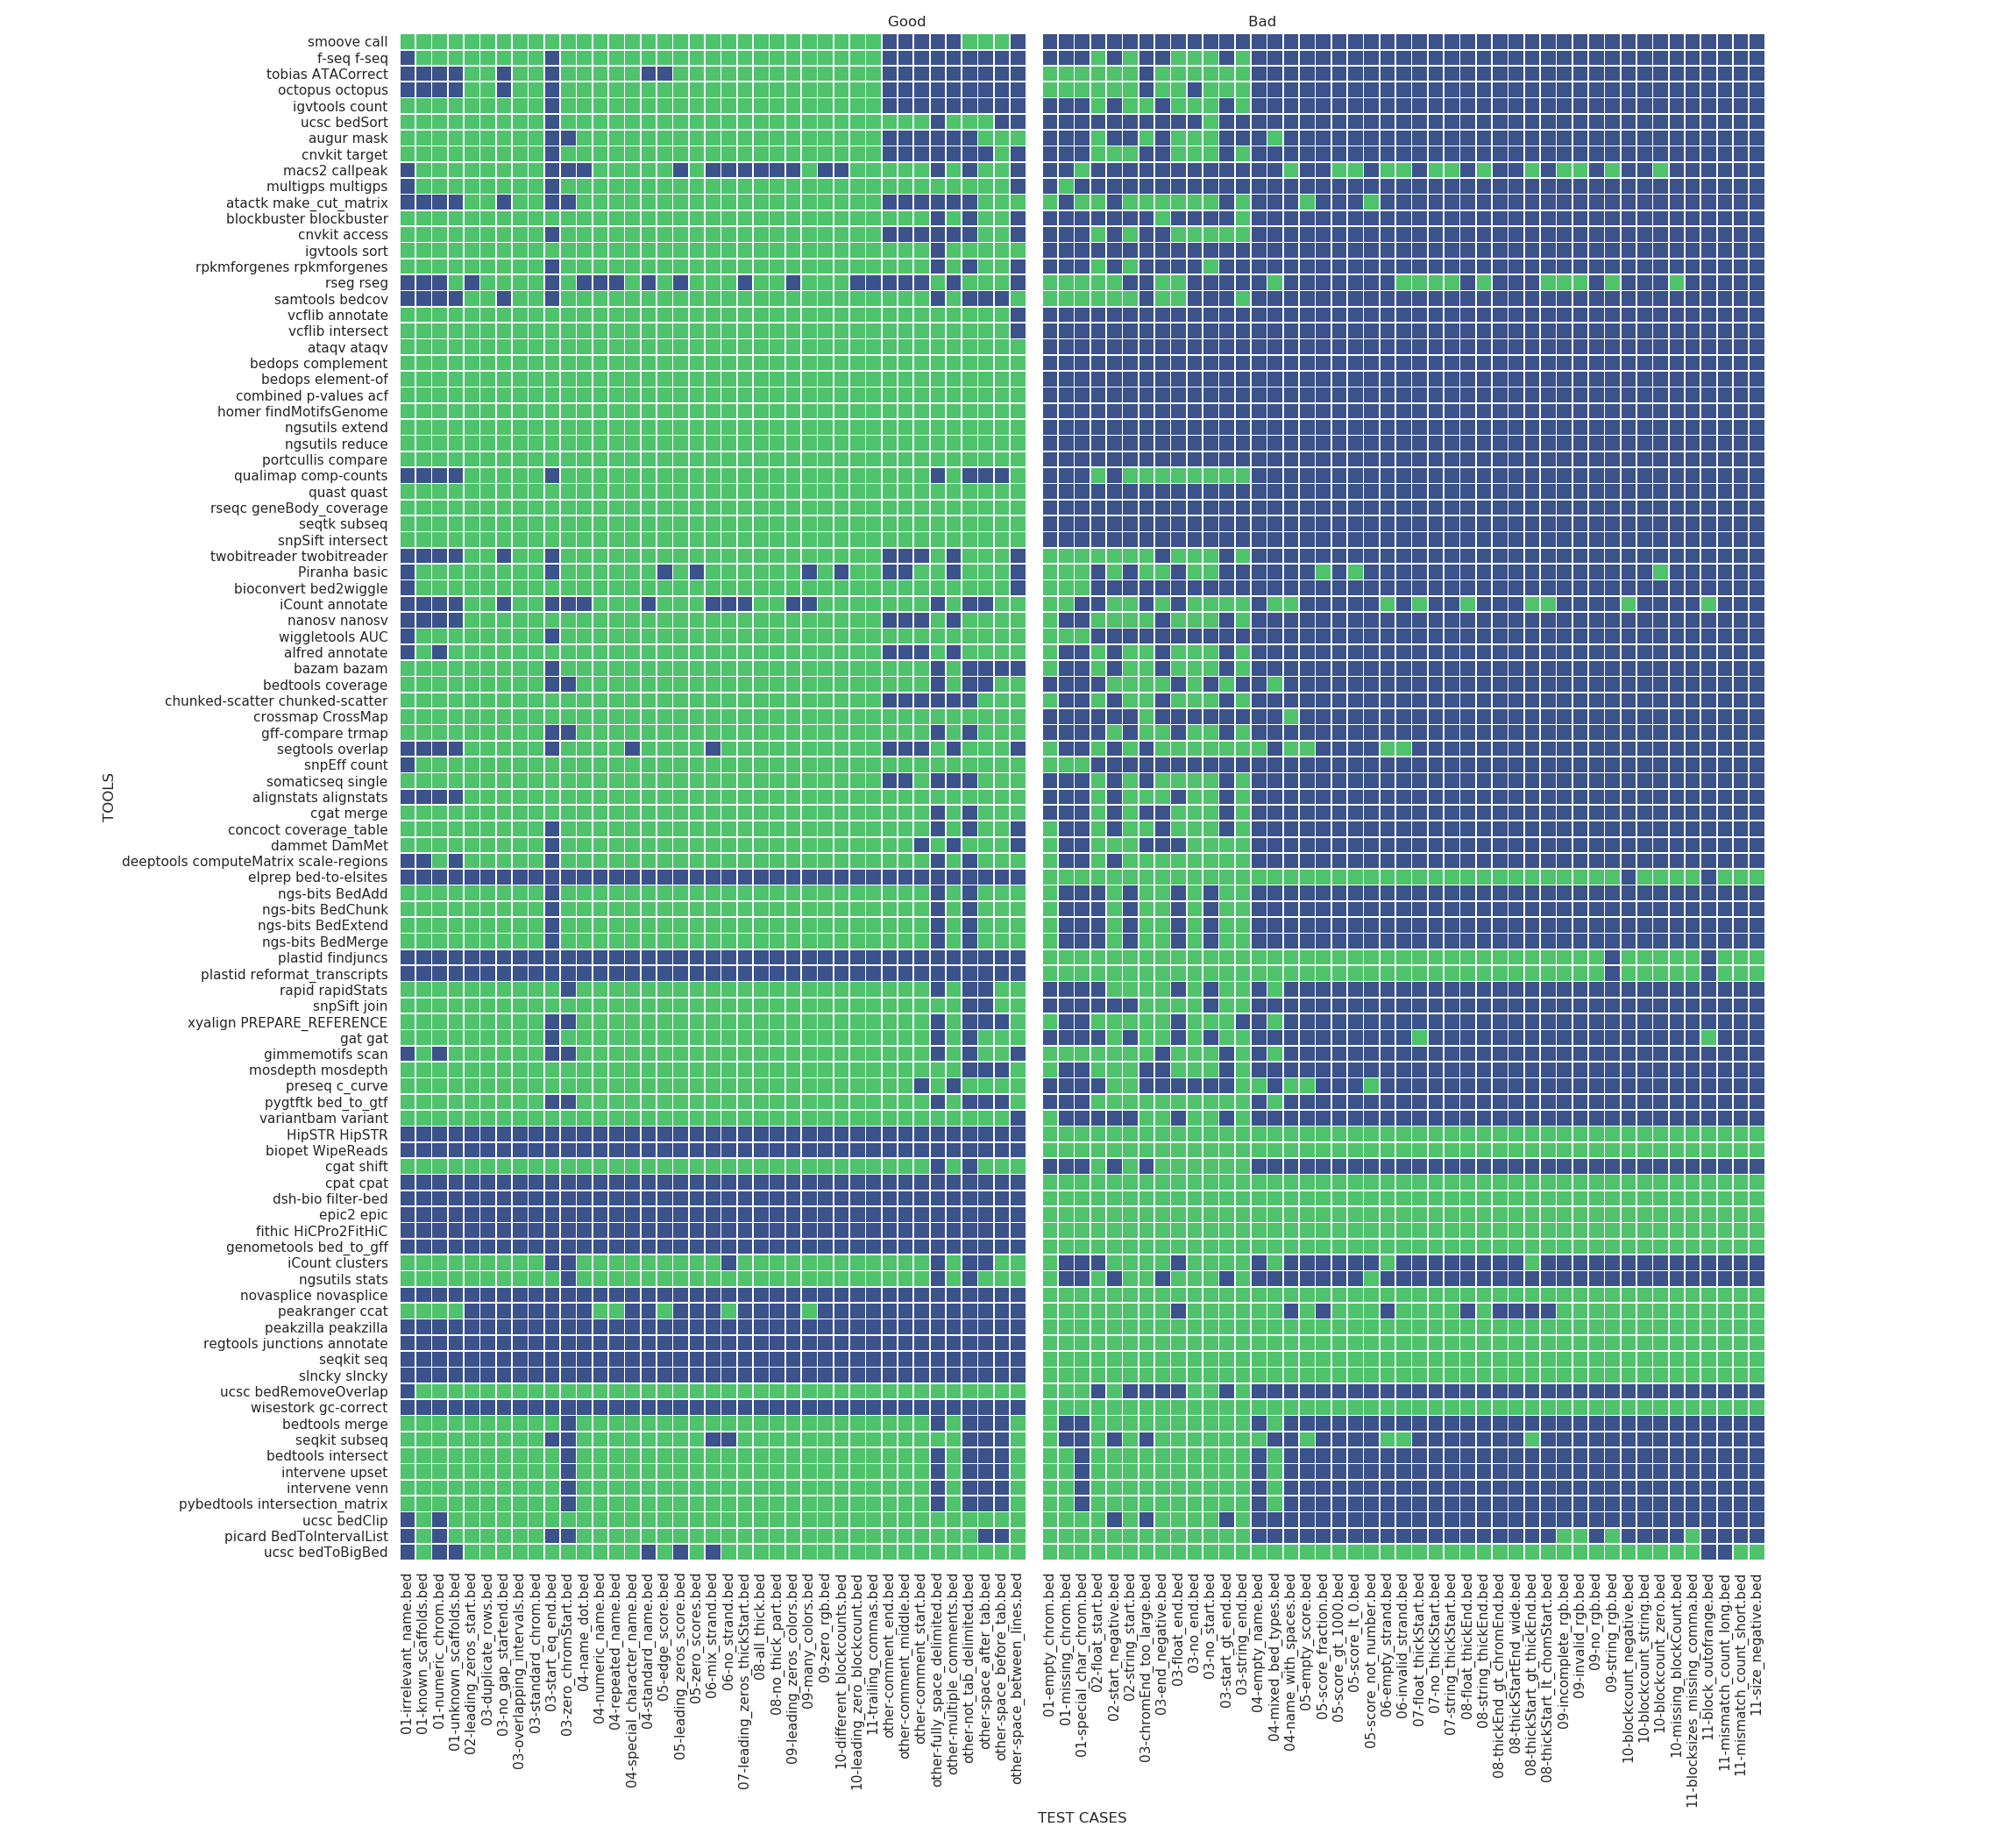 Good
Bad
smoove call
f-seq f-seq
tobias ATACorrect
octopus octopus
igvtools count
ucsc bedSort
augur mask
cnvkit target
macs2 callpeak
multigps multigps
atactk make_cut_matrix
blockbuster blockbuster
cnvkit access
igvtools sort
rpkmforgenes rpkmforgenes
rseg rseg
samtools bedcov
vcflib annotate
vcflib intersect
ataqv ataqv
bedops complement
bedops element-of
combined p-values acf
homer findMotifsGenome
ngsutils extend
ngsutils reduce
portcullis compare
qualimap comp-counts
quast quast
rseqc geneBody_coverage
seqtk subseq
snpSift intersect
twobitreader twobitreader
Piranha basic
bioconvert bed2wiggle
iCount annotate
nanosv nanosv
wiggletools AUC
alfred annotate
bazam bazam
bedtools coverage
chunked-scatter chunked-scatter
crossmap CrossMap
gff-compare trmap
segtools overlap
snpEff count
somaticseq single
alignstats alignstats
cgat merge
concoct coverage_table
dammet DamMet
deeptools computeMatrix scale-regions
elprep bed-to-elsites
ngs-bits BedAdd
ngs-bits BedChunk
ngs-bits BedExtend
ngs-bits BedMerge
plastid findjuncs
plastid reformat_transcripts
rapid rapidStats
snpSift join
xyalign PREPARE_REFERENCE
gat gat
gimmemotifs scan
mosdepth mosdepth
preseq c_curve
pygtftk bed_to_gtf
variantbam variant
HipSTR HipSTR
biopet WipeReads
cgat shift
cpat cpat
dsh-bio filter-bed
epic2 epic
fithic HiCPro2FitHiC
genometools bed_to_gff
iCount clusters
ngsutils stats
novasplice novasplice
peakranger ccat
peakzilla peakzilla
regtools junctions annotate
seqkit seq
slncky slncky
ucsc bedRemoveOverlap
wisestork gc-correct
bedtools merge
seqkit subseq
bedtools intersect
intervene upset
intervene venn
pybedtools intersection_matrix
ucsc bedClip
picard BedToIntervalList
ucsc bedToBigBed
TOOLS
01-irrelevant_name.bed
01-known_scaffolds.bed
01-numeric_chrom.bed
01-unknown_scaffolds.bed
02-leading_zeros_start.bed
03-duplicate_rows.bed
03-no_gap_startend.bed
03-overlapping_intervals.bed
03-standard_chrom.bed
03-start_eq_end.bed
03-zero_chromStart.bed
04-name_dot.bed
04-numeric_name.bed
04-repeated_name.bed
04-special_character_name.bed
04-standard_name.bed
05-edge_score.bed
05-leading_zeros_score.bed
05-zero_scores.bed
06-mix_strand.bed
06-no_strand.bed
07-leading_zeros_thickStart.bed
08-all_thick.bed
08-no_thick_part.bed
09-leading_zeros_colors.bed
09-many_colors.bed
09-zero_rgb.bed
10-different_blockcounts.bed
10-leading_zero_blockcount.bed
11-trailing_commas.bed
other-comment_end.bed
other-comment_middle.bed
other-comment_start.bed
other-fully_space_delimited.bed
other-multiple_comments.bed
other-not_tab_delimited.bed
other-space_after_tab.bed
other-space_before_tab.bed
other-space_between_lines.bed
01-empty_chrom.bed
01-missing_chrom.bed
01-special_char_chrom.bed
02-float_start.bed
02-start_negative.bed
02-string_start.bed
03-chromEnd_too_large.bed
03-end_negative.bed
03-float_end.bed
03-no_end.bed
03-no_start.bed
03-start_gt_end.bed
03-string_end.bed
04-empty_name.bed
04-mixed_bed_types.bed
04-name_with_spaces.bed
05-empty_score.bed
05-score_fraction.bed
05-score_gt_1000.bed
05-score_lt_0.bed
05-score_not_number.bed
06-empty_strand.bed
06-invalid_strand.bed
07-float_thickStart.bed
07-no_thickStart.bed
07-string_thickStart.bed
08-float_thickEnd.bed
08-string_thickEnd.bed
08-thickEnd_gt_chromEnd.bed
08-thickStartEnd_wide.bed
08-thickStart_gt_thickEnd.bed
08-thickStart_lt_chomStart.bed
09-incomplete_rgb.bed
09-invalid_rgb.bed
09-no_rgb.bed
09-string_rgb.bed
10-blockcount_negative.bed
10-blockcount_string.bed
10-blockcount_zero.bed
10-missing_blockCount.bed
11-blocksizes_missing_comma.bed
11-block_outofrange.bed
11-mismatch_count_long.bed
11-mismatch_count_short.bed
11-size_negative.bed
TEST CASES